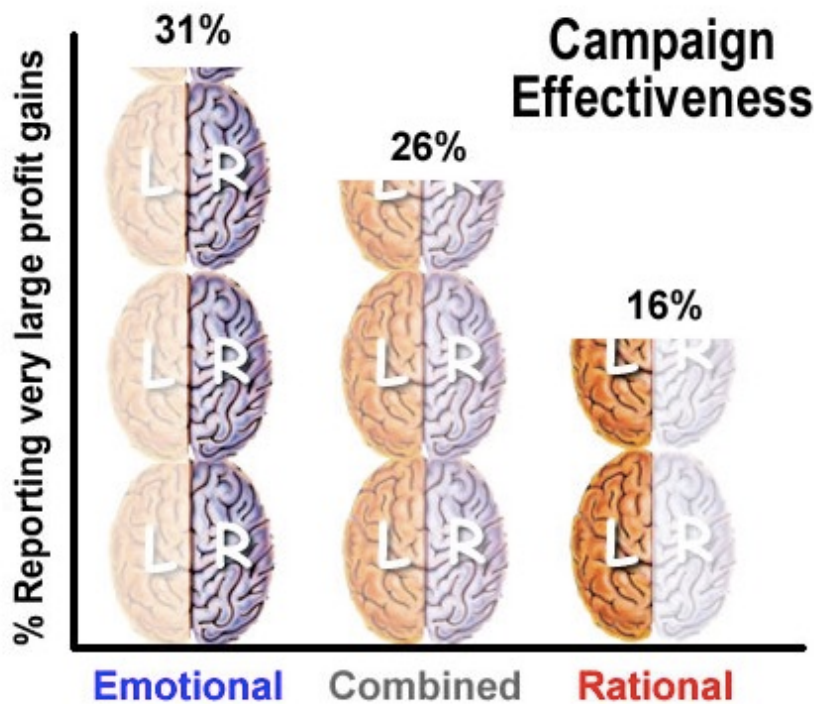 Campaign
Effectiveness
% Reporting very large profit gains
31%
26%
16%
L R
L R
L R
L R
L R
L R
L R
L R
Emotional Combined Rational